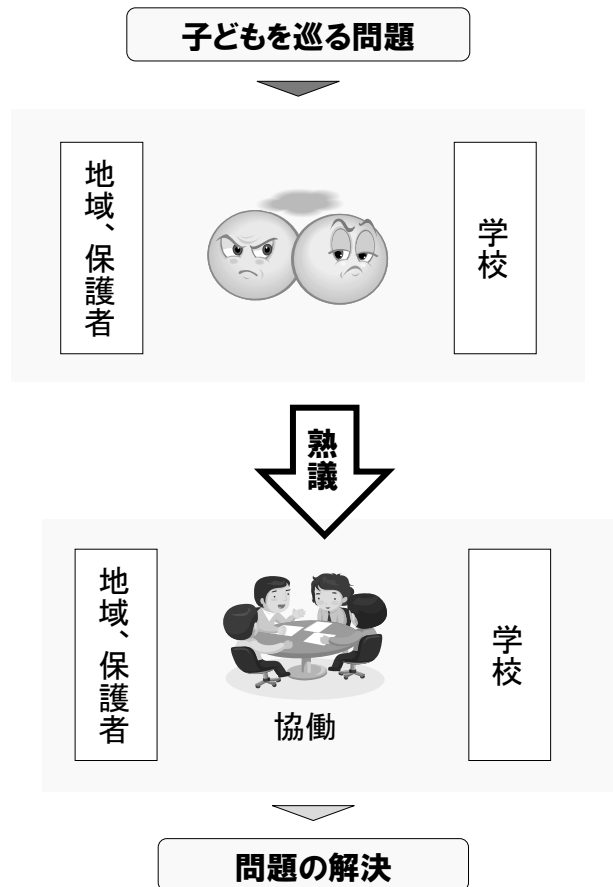 子どもを巡る問題
地域、保護者
学校
熟議
地域、保護者
学校
協働
問題の解決